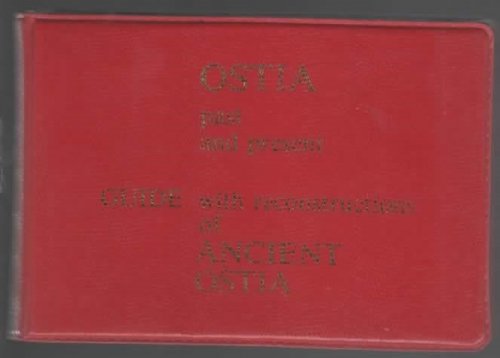 OSTIA
past
and present
GUIDE with reconstructions
of
ANCIENT
OSTIA